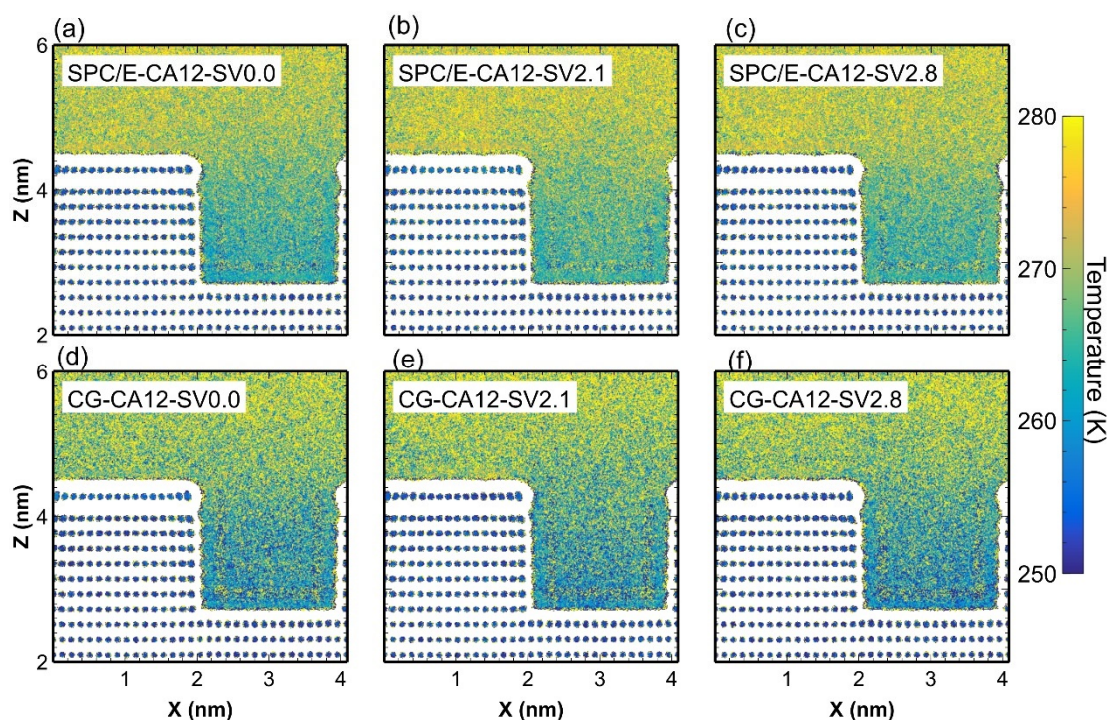 (a)
(b)
(c)
6
SPC/E-CA12-SV0.0
SPC/E-CA12-SV2.1
SPC/E-CA12-SV2.8
280
Z (nm)
4
270
2
Temperature (K)
(d)
(e)
(f)
6
CG-CA12-SV0.0
CG-CA12-SV2.1
CG-CA12-SV2.8
260
Z (nm)
4
250
2
1 2 3 4
1 2 3 4
1 2 3 4
X (nm)
X (nm)
X (nm)